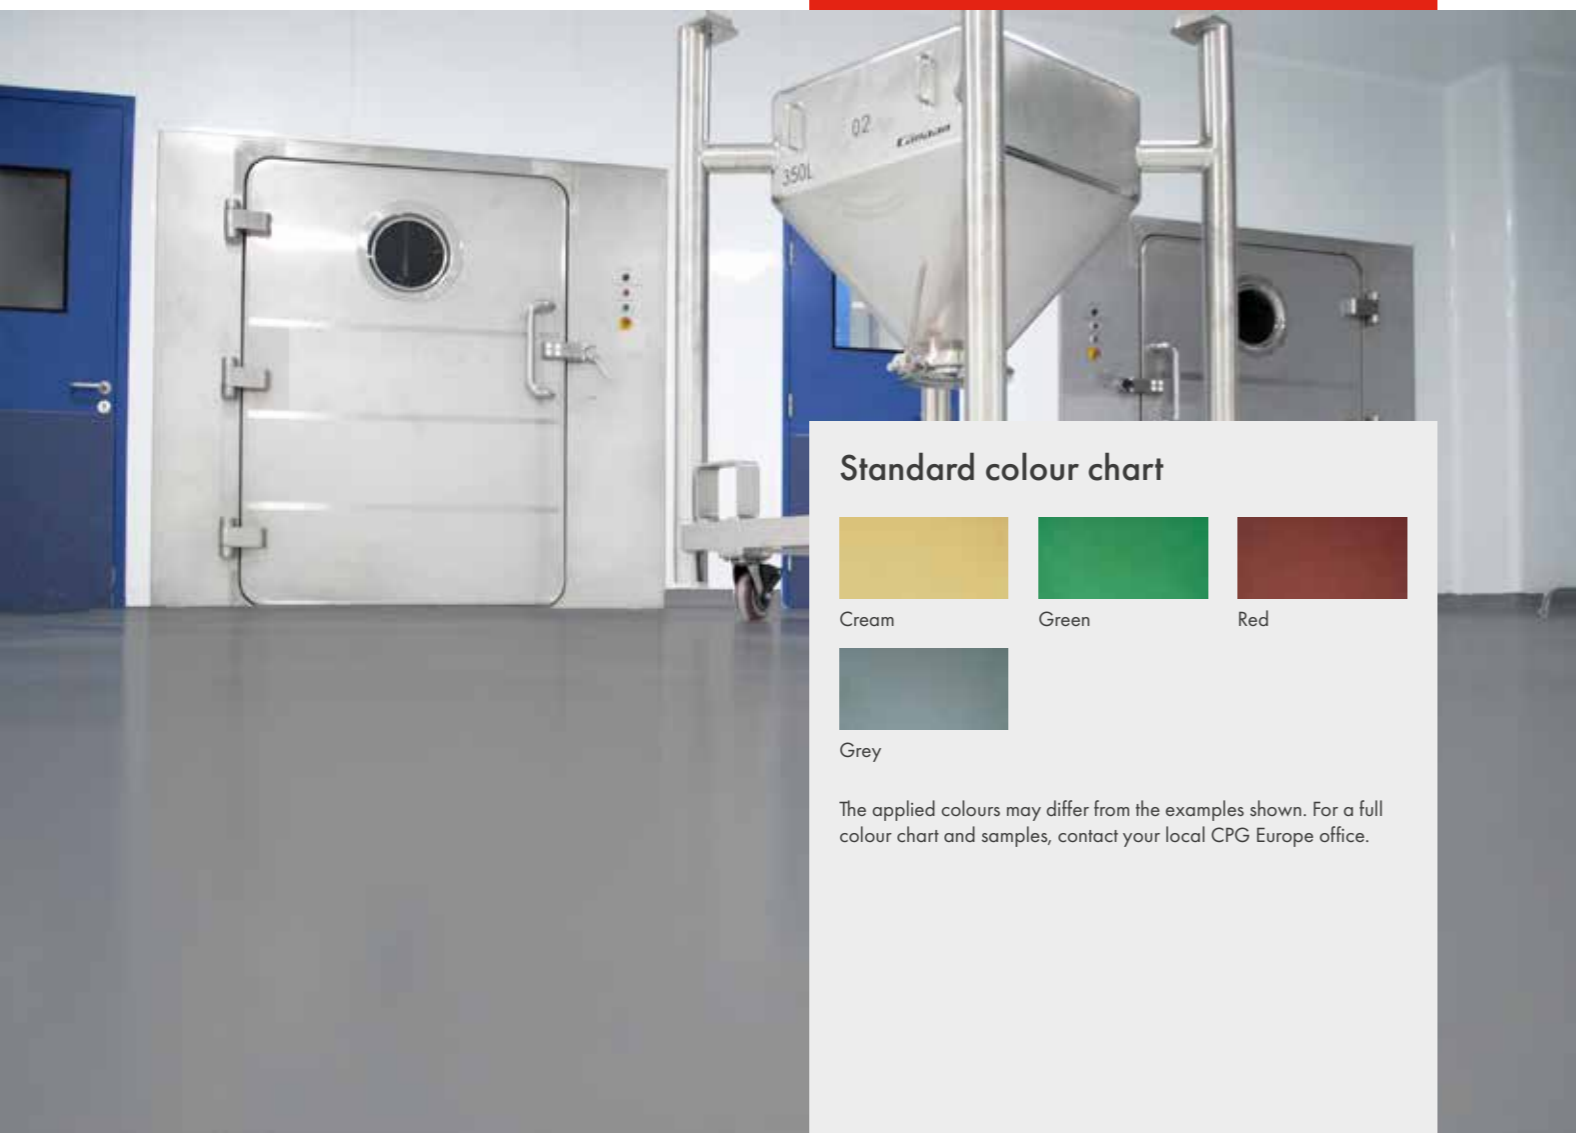 02
350L
Standard colour chart
Cream
Green
Red
Grey
The applied colours may differ from the examples shown. For a full
colour chart and samples, contact your local CPG Europe office.